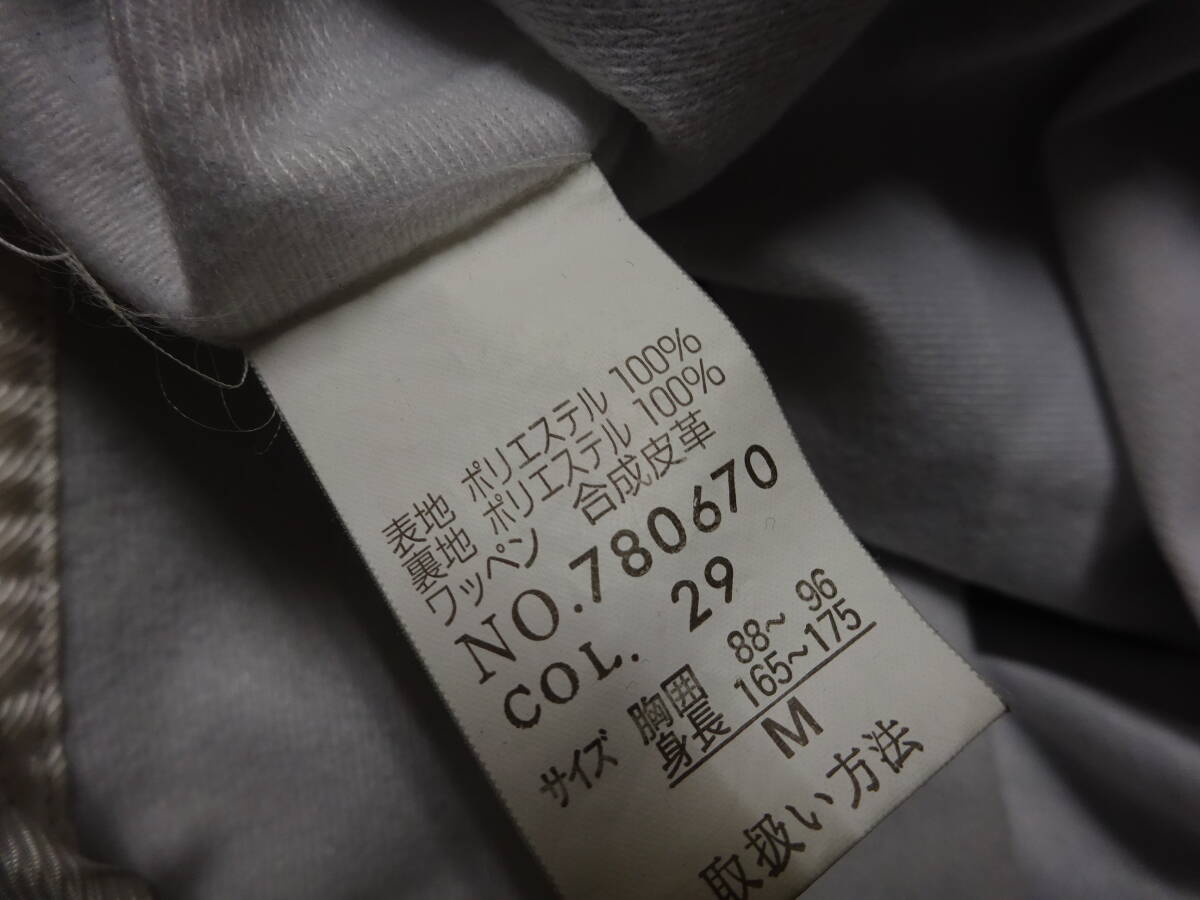 表地 ポリエステル 100%
裏地 ポリエステル 100%
ワッペン 合成皮革
NO.780670
COL. 29
サイズ 胸囲 88~ 96
身長 165~175
M
取扱い方法